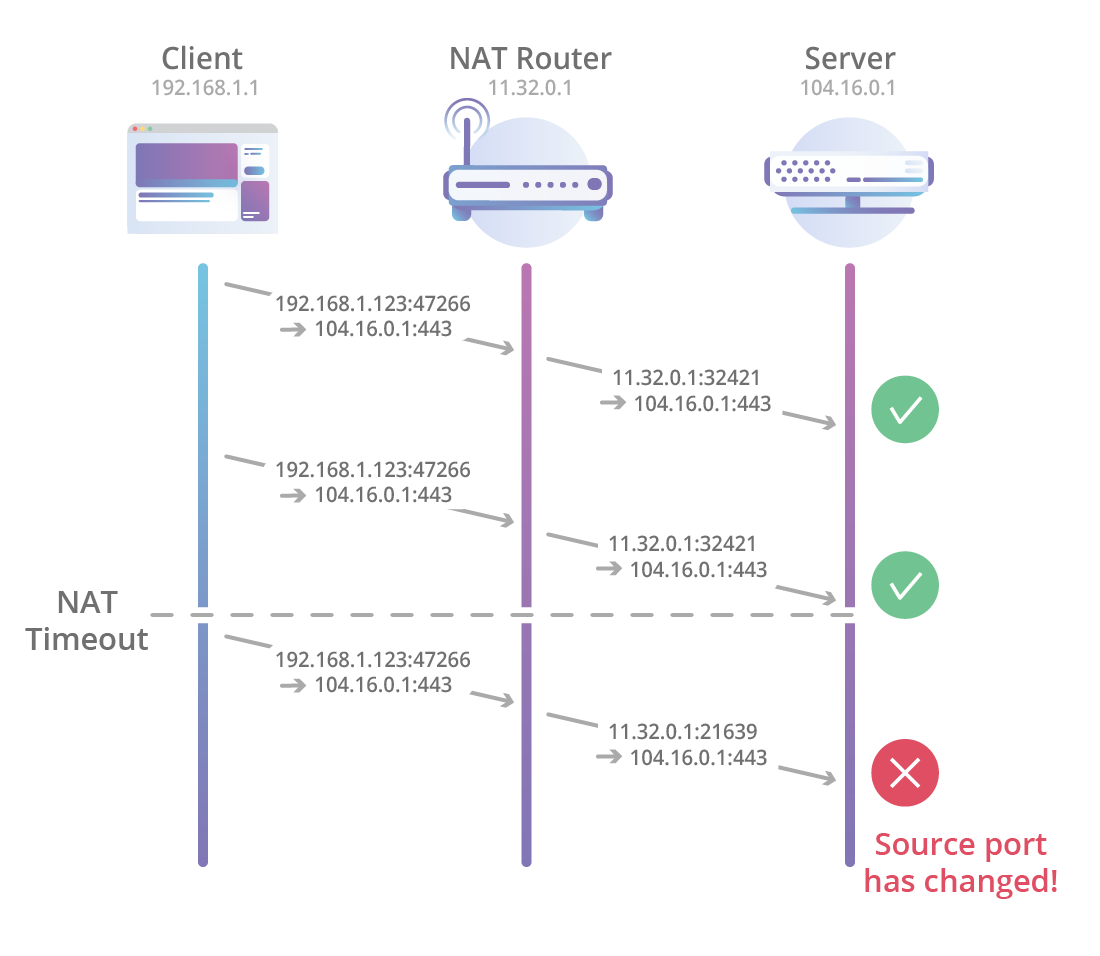 Client
192.168.1.1
NAT Router
11.32.0.1
Server
104.16.0.1
192.168.1.123:47266
→ 104.16.0.1:443
11.32.0.1:32421
→ 104.16.0.1:443
192.168.1.123:47266
→ 104.16.0.1:443
11.32.0.1:32421
→ 104.16.0.1:443
NAT
Timeout
192.168.1.123:47266
→ 104.16.0.1:443
11.32.0.1:21639
→ 104.16.0.1:443
Source port
has changed!